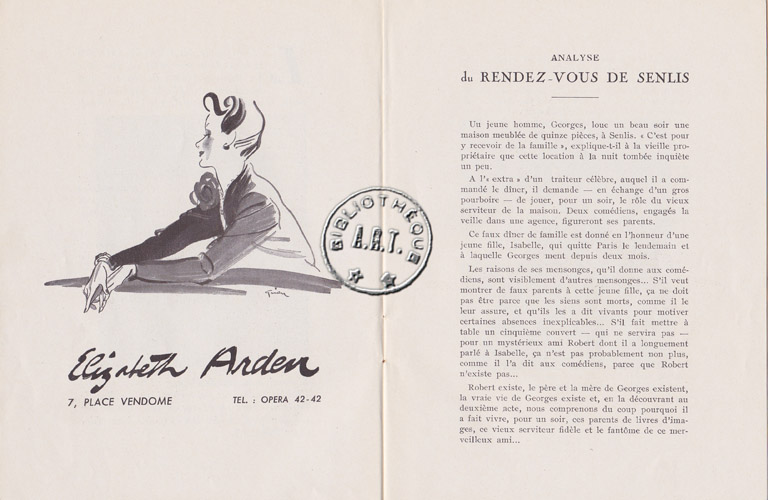 Elizabeth Arden
7, PLACE VENDOME
TEL. : OPERA 42-42
BIBLIOTHÈQUE
A.R.T.
ANALYSE
du RENDEZ-VOUS DE SENLIS
Un jeune homme, Georges, loue un beau soir une
maison meublée de quinze pièces, à Senlis. « C'est pour
y recevoir de la famille », explique-t-il à la vieille pro-
priétaire que cette location à la nuit tombée inquiète
un peu.
A l'« extra » d'un traiteur célèbre, auquel il a com-
mandé le dîner, il demande — en échange d'un gros
pourboire — de jouer, pour un soir, le rôle du vieux
serviteur de la maison. Deux comédiens, engagés la
veille dans une agence, figureront ses parents.
Ce faux dîner de famille est donné en l'honneur d'une
jeune fille, Isabelle, qui quitte Paris le lendemain et
à laquelle Georges ment depuis deux mois.
Les raisons de ses mensonges, qu'il donne aux comé-
diens, sont visiblement d'autres mensonges... S'il veut
montrer de faux parents à cette jeune fille, ça ne doit
pas être parce que les siens sont morts, comme il le
leur assure, et qu'ils les a dit vivants pour motiver
certaines absences inexplicables... S'il fait mettre à
table un cinquième couvert — qui ne servira pas —
pour un mystérieux ami Robert dont il a longuement
parlé à Isabelle, ça n'est pas probablement non plus,
comme il l'a dit aux comédiens, parce que Robert
n'existe pas...
Robert existe, le père et la mère de Georges existent,
la vraie vie de Georges existe et, en la découvrant au
deuxième acte, nous comprenons du coup pourquoi il
a fait vivre, pour un soir, ces parents de livres d'ima-
ges, ce vieux serviteur fidèle et le fantôme de ce mer-
veilleux ami...